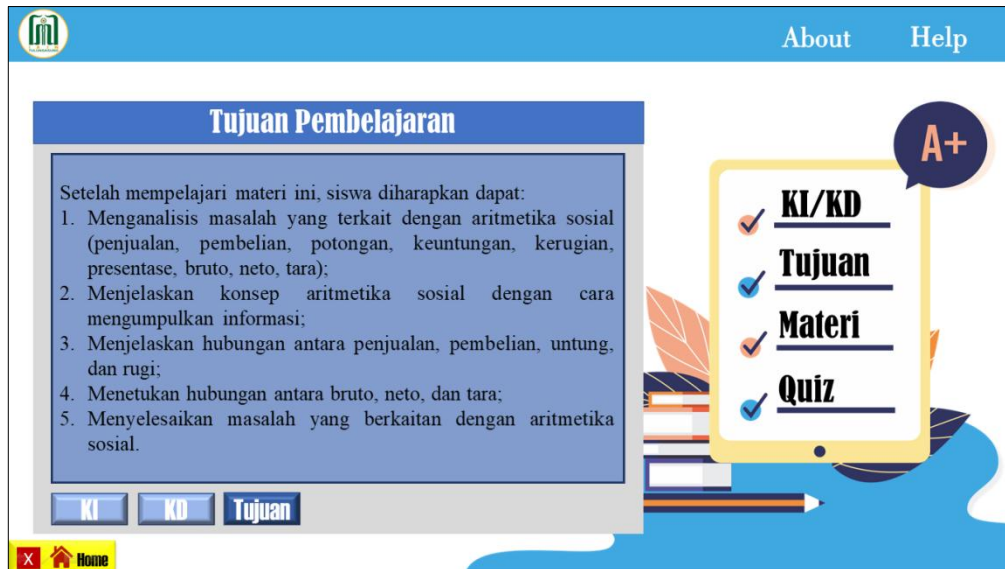 About Help
Tujuan Pembelajaran
Setelah mempelajari materi ini, siswa diharapkan dapat:
1. Menganalisis masalah yang terkait dengan aritmetika sosial
(penjualan, pembelian, potongan, keuntungan, kerugian,
presentase, bruto, neto, tara);
2. Menjelaskan konsep aritmetika sosial dengan cara
mengumpulkan informasi;
3. Menjelaskan hubungan antara penjualan, pembelian, untung,
dan rugi;
4. Menetukan hubungan antara bruto, neto, dan tara;
5. Menyelesaikan masalah yang berkaitan dengan aritmetika
sosial.
KI KD Tujuan
X Home
A+
KI/KD
Tujuan
Materi
Quiz